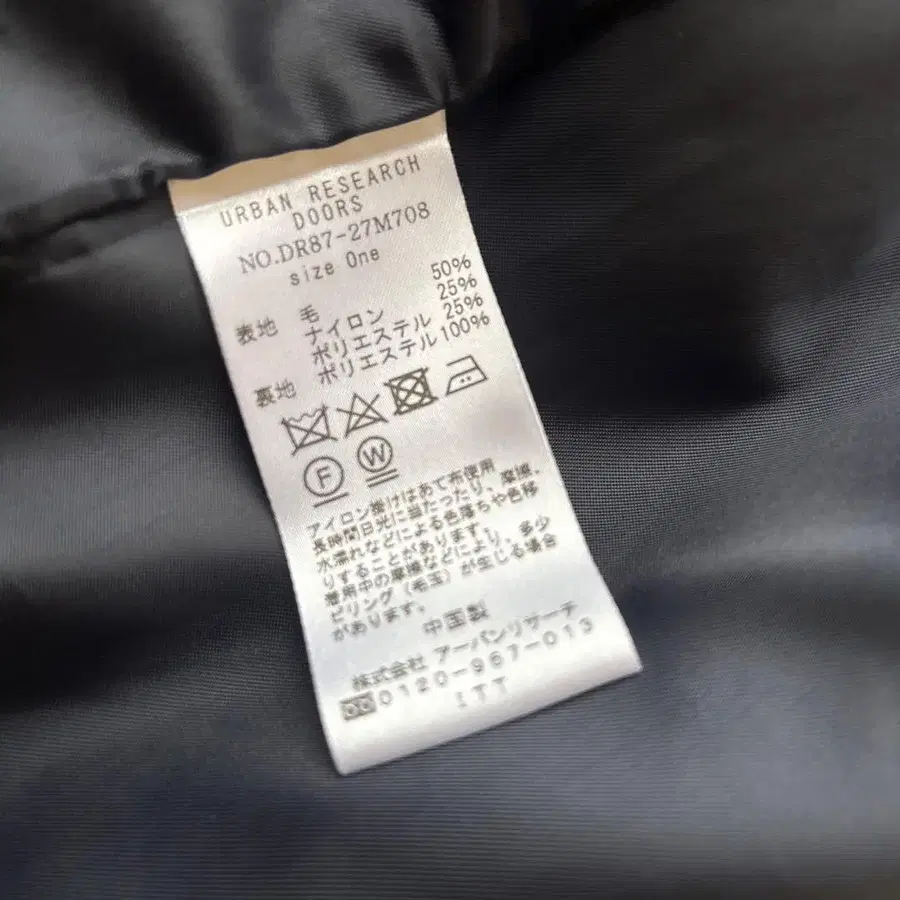 URBAN RESEARCH
DOORS
NO.DR87-27M708
size One
表地 毛 50%
ナイロン 25%
ポリエステル 25%
裏地 ポリエステル 100%
F W
アイロン掛けはあて布使用
長時間日光に当たったり、摩擦、
水濡れなどによる色落ちや色移
りすることがあります。
着用中の摩擦などにより、多少
ピリング（毛玉）が生じる場合
があります。
中国製
株式会社 アーバンリサーチ
0120-967-013
ITT